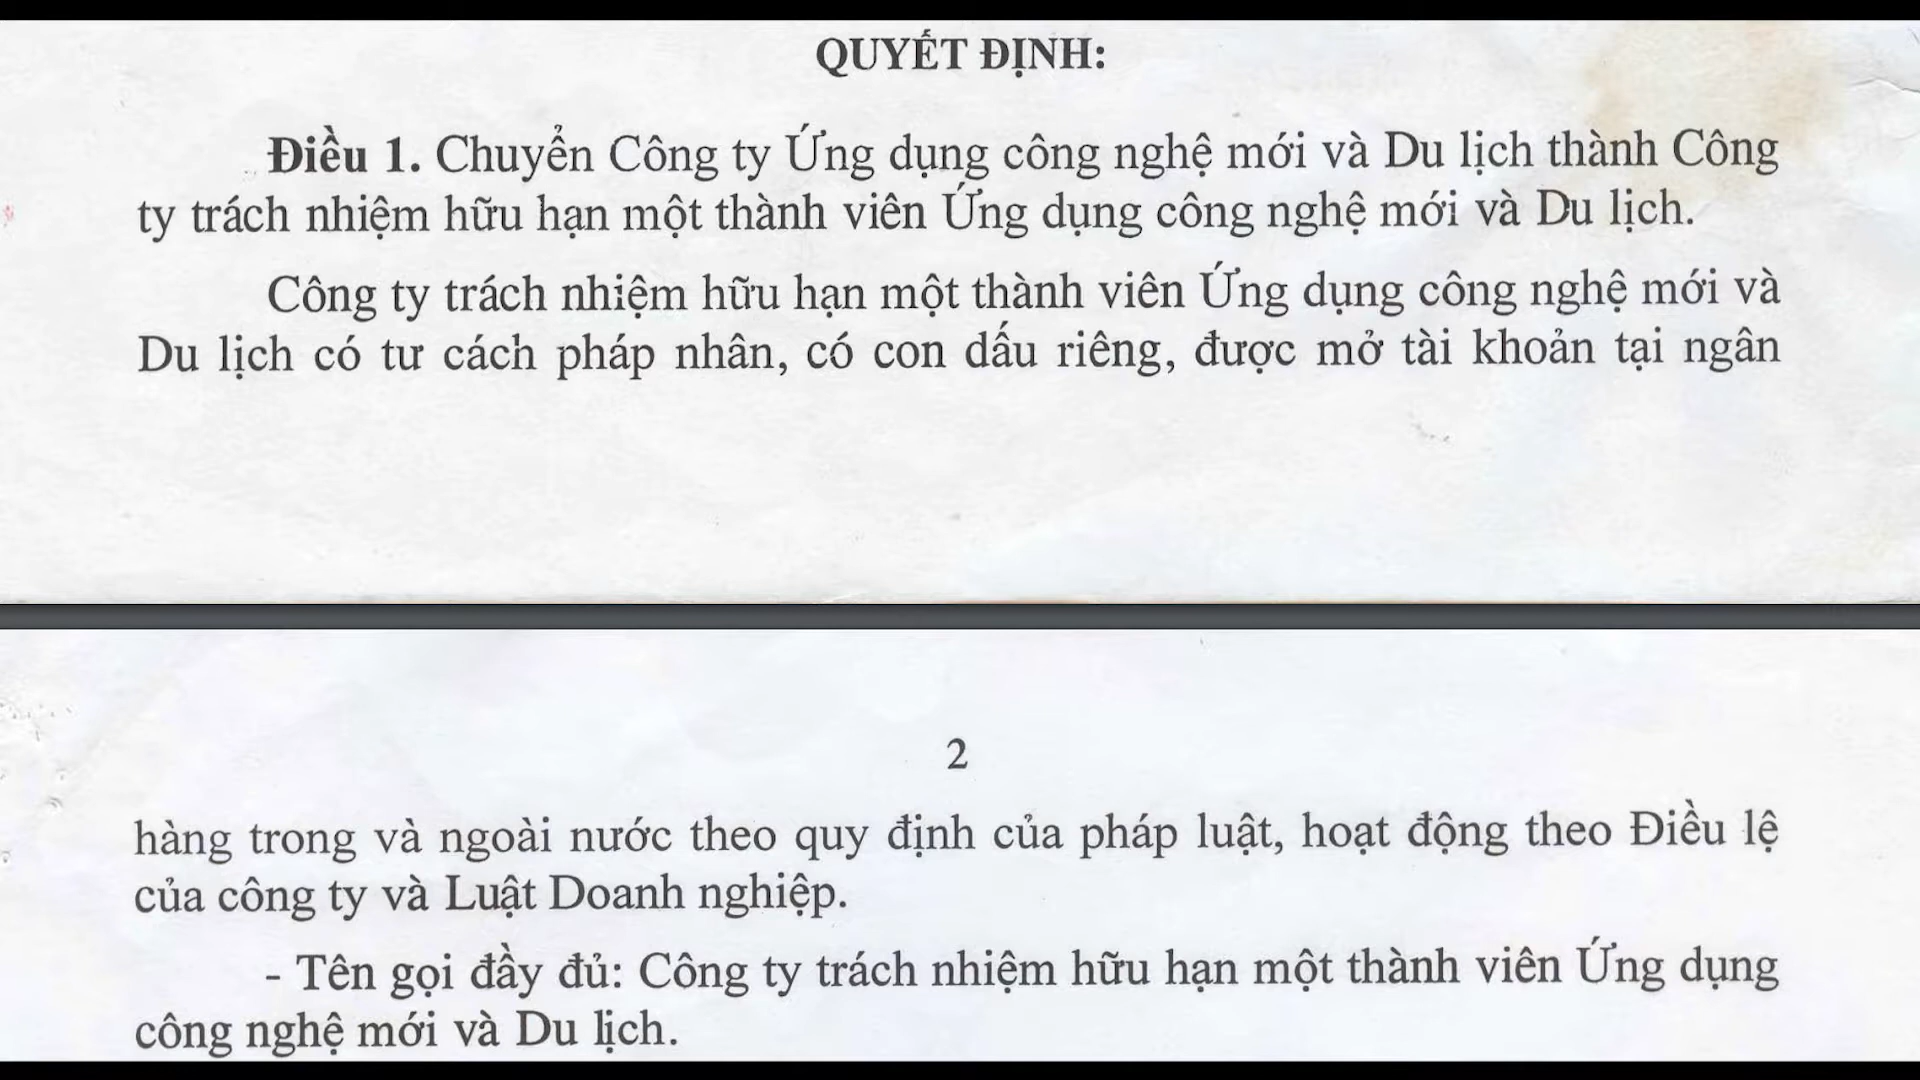 QUYẾT ĐỊNH:
Điều 1. Chuyển Công ty Ứng dụng công nghệ mới và Du lịch thành Công
ty trách nhiệm hữu hạn một thành viên Ứng dụng công nghệ mới và Du lịch.
Công ty trách nhiệm hữu hạn một thành viên Ứng dụng công nghệ mới và
Du lịch có tư cách pháp nhân, có con dấu riêng, được mở tài khoản tại ngân
2
hàng trong và ngoài nước theo quy định của pháp luật, hoạt động theo Điều lệ
của công ty và Luật Doanh nghiệp.
- Tên gọi đầy đủ: Công ty trách nhiệm hữu hạn một thành viên Ứng dụng
công nghệ mới và Du lịch.